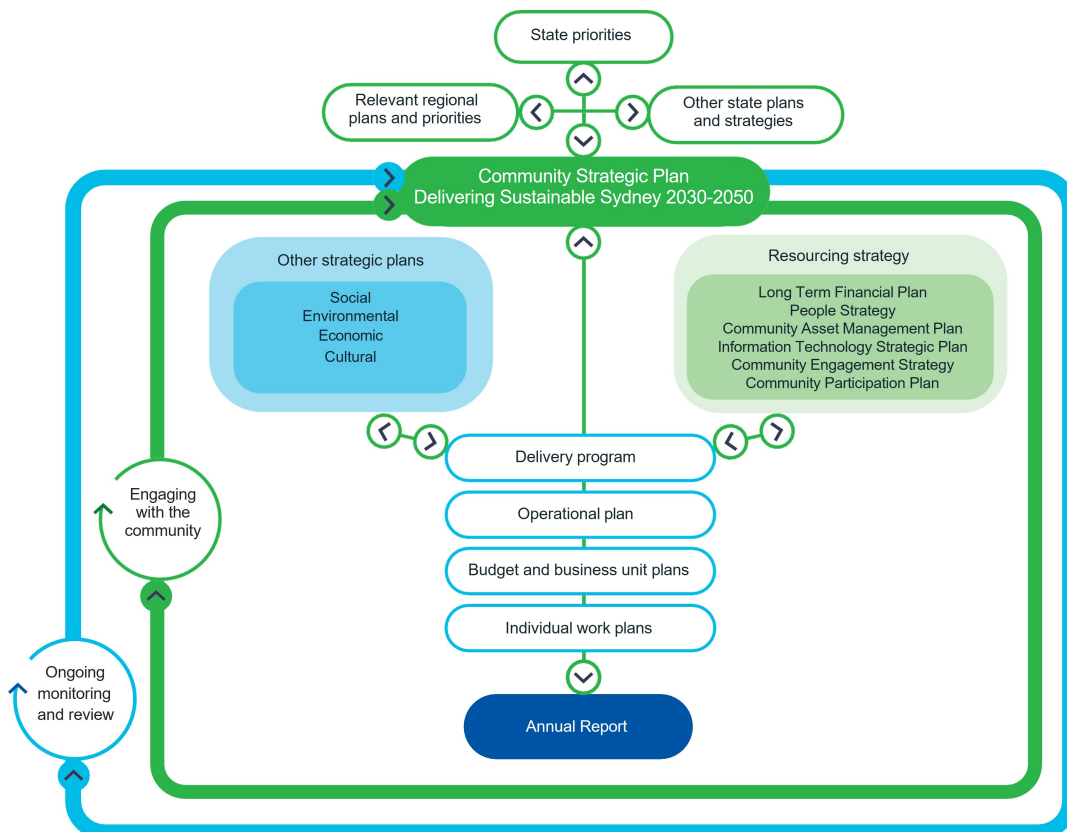 State priorities
Relevant regional
plans and priorities
Other state plans
and strategies
Community Strategic Plan
Delivering Sustainable Sydney 2030-2050
Other strategic plans
Social
Environmental
Economic
Cultural
Resourcing strategy
Long Term Financial Plan
People Strategy
Community Asset Management Plan
Information Technology Strategic Plan
Community Engagement Strategy
Community Participation Plan
Delivery program
Operational plan
Budget and business unit plans
Individual work plans
Annual Report
Engaging
with the
community
Ongoing
monitoring
and review